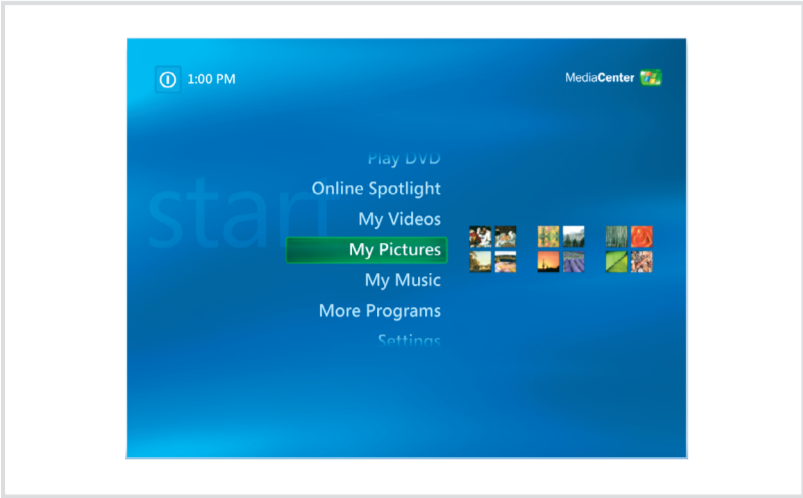 1:00 PM
MediaCenter
start
Play DVD
Online Spotlight
My Videos
My Pictures
My Music
More Programs
Settings